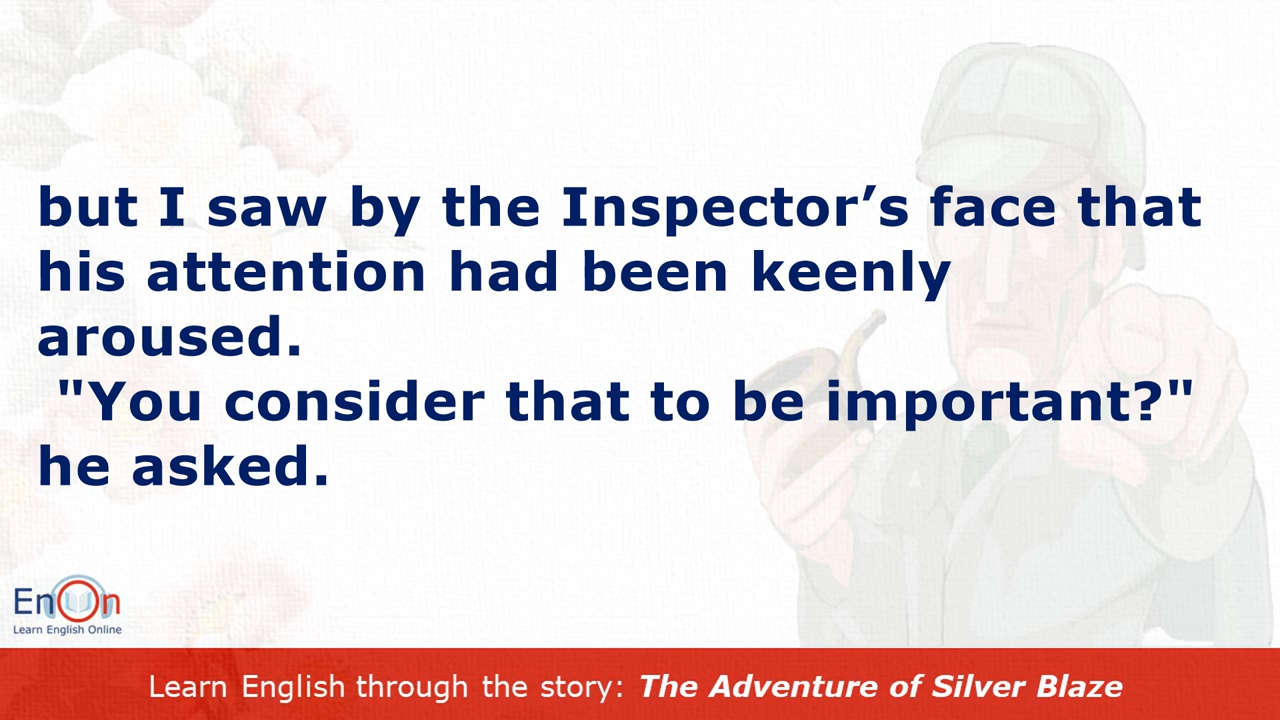 but I saw by the Inspector’s face that
his attention had been keenly
aroused.
"You consider that to be important?"
he asked.
EnOn
Learn English Online
Learn English through the story: The Adventure of Silver Blaze